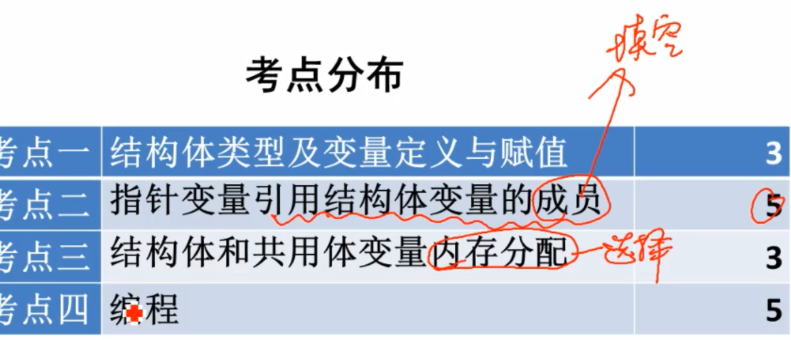 填空
考点分布
考点一 结构体类型及变量定义与赋值 3
考点二 指针变量引用结构体变量的成员 5
考点三 结构体和共用体变量内存分配 选择 3
考点四 编程 5